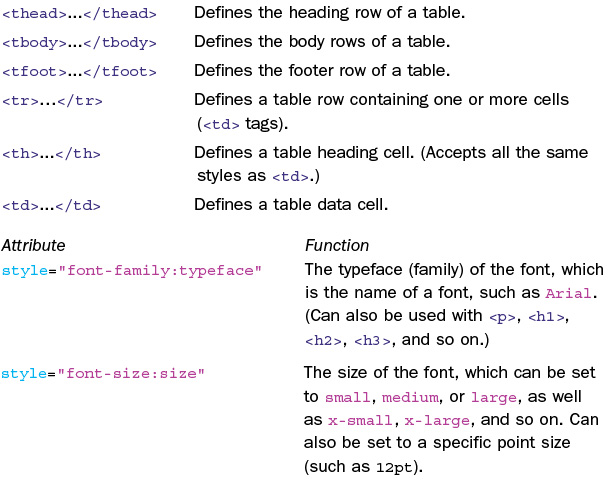 <thead>...</thead> Defines the heading row of a table.
<tbody>...</tbody> Defines the body rows of a table.
<tfoot>...</tfoot> Defines the footer row of a table.
<tr>...</tr> Defines a table row containing one or more cells
(<td> tags).
<th>...</th> Defines a table heading cell. (Accepts all the same
styles as <td>.)
<td>...</td> Defines a table data cell.
Attribute Function
style="font-family:typeface" The typeface (family) of the font, which
is the name of a font, such as Arial.
(Can also be used with <p>, <h1>,
<h2>, <h3>, and so on.)
style="font-size:size" The size of the font, which can be set
to small, medium, or large, as well
as x-small, x-large, and so on. Can
also be set to a specific point size
(such as 12pt).